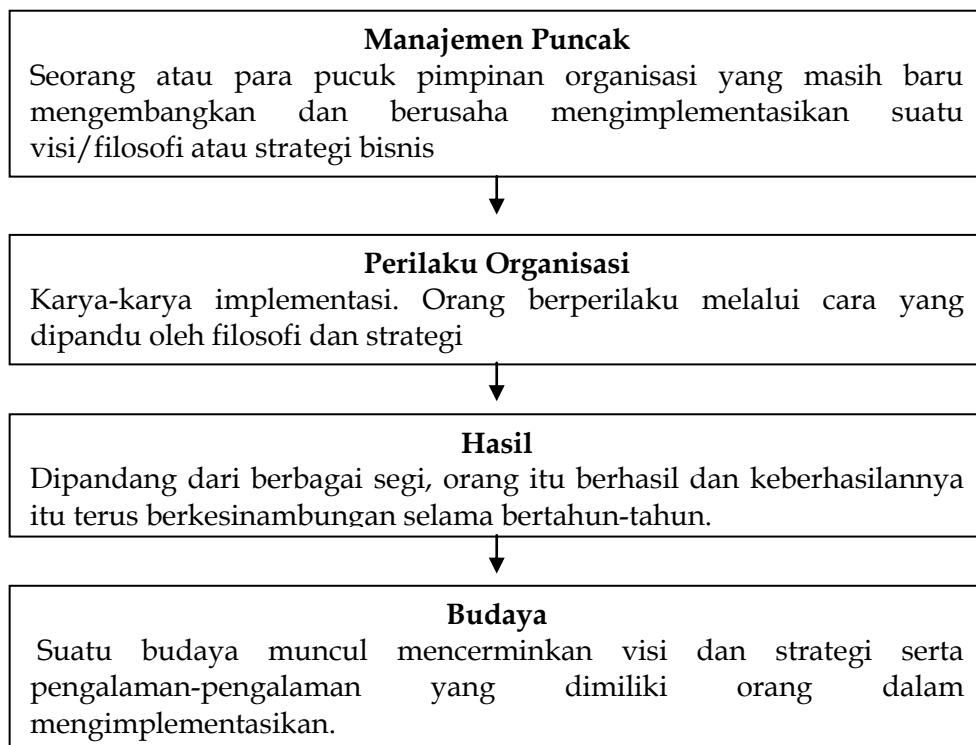 Manajemen Puncak
Seorang atau para pucuk pimpinan organisasi yang masih baru
mengembangkan dan berusaha mengimplementasikan suatu
visi/filosofi atau strategi bisnis
Perilaku Organisasi
Karya-karya implementasi. Orang berperilaku melalui cara yang
dipandu oleh filosofi dan strategi
Hasil
Dipandang dari berbagai segi, orang itu berhasil dan keberhasilannya
itu terus berkesinambungan selama bertahun-tahun.
Budaya
Suatu budaya muncul mencerminkan visi dan strategi serta
pengalaman-pengalaman yang dimiliki orang dalam
mengimplementasikan.